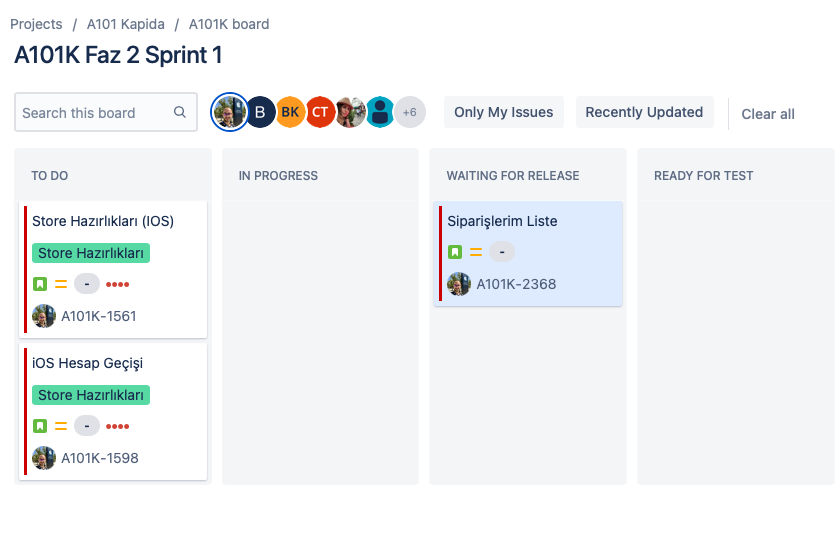 Projects / A101 Kapida / A101K board
A101K Faz 2 Sprint 1
Search this board
B
BK
CT
+6
Only My Issues
Recently Updated
Clear all
TO DO
Store Hazırlıkları (IOS)
Store Hazırlıkları
-
A101K-1561
iOS Hesap Geçişi
Store Hazırlıkları
-
A101K-1598
IN PROGRESS
WAITING FOR RELEASE
Siparişlerim Liste
-
A101K-2368
READY FOR TEST